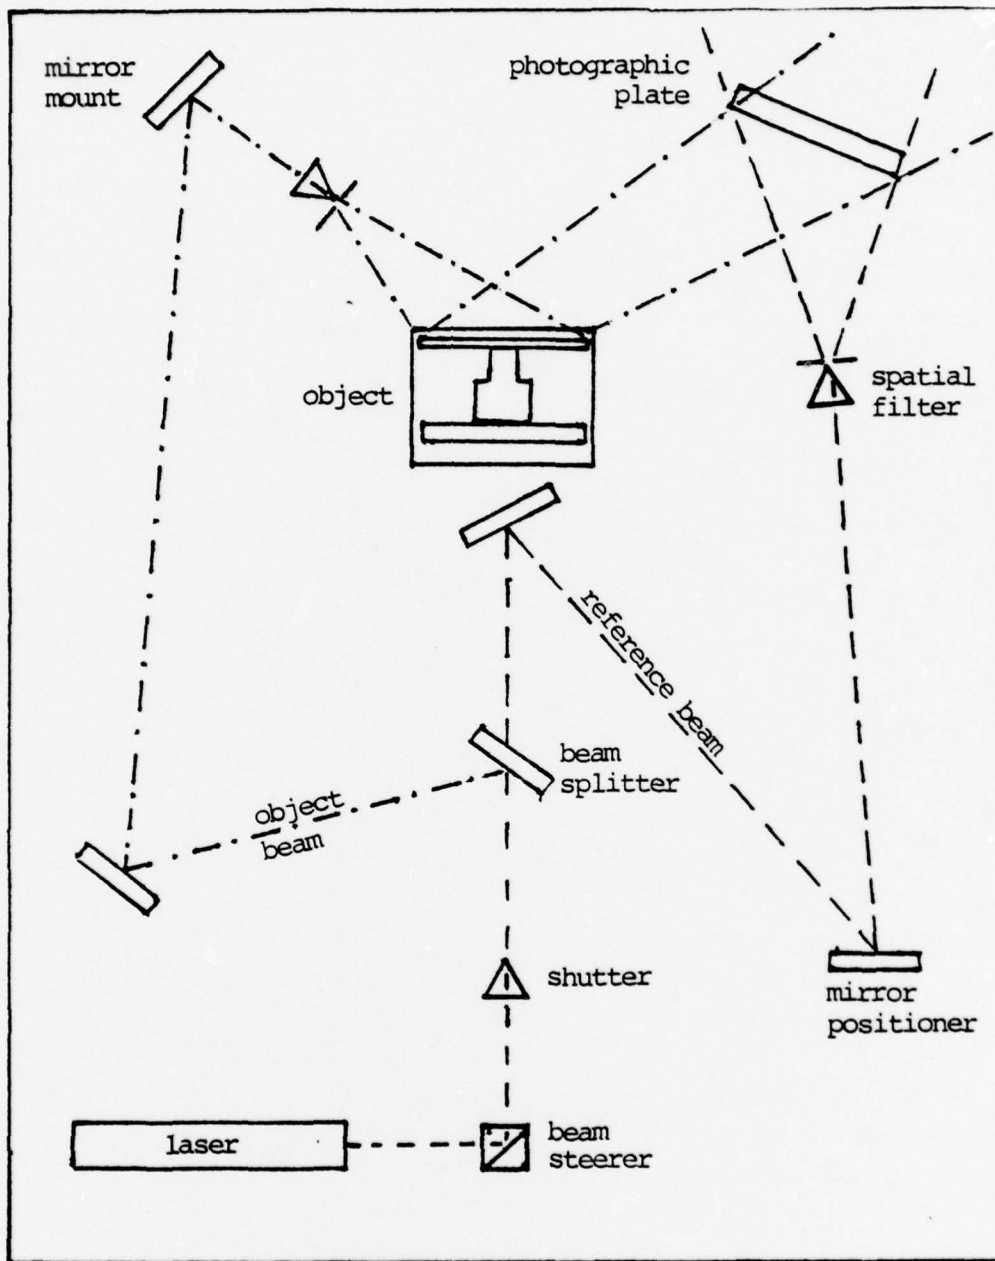 mirror
mount
photographic
plate
object
spatial
filter
reference beam
beam
splitter
object
beam
shutter
mirror
positioner
laser
beam
steerer